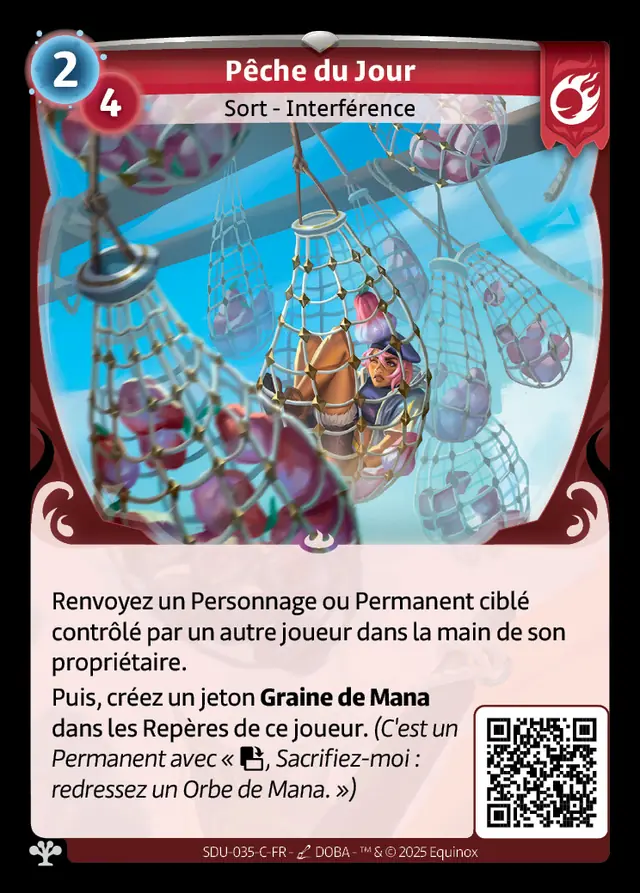 2
4
Pêche du Jour
Sort - Interférence
Renvoyez un Personnage ou Permanent ciblé
contrôlé par un autre joueur dans la main de son
propriétaire.
Puis, créez un jeton Graine de Mana
dans les Repères de ce joueur. (C'est un
Permanent avec « , Sacrifiez-moi :
redressez un Orbe de Mana. »)
SDU-035-C-FR - DOBA - ™ & © 2025 Equinox